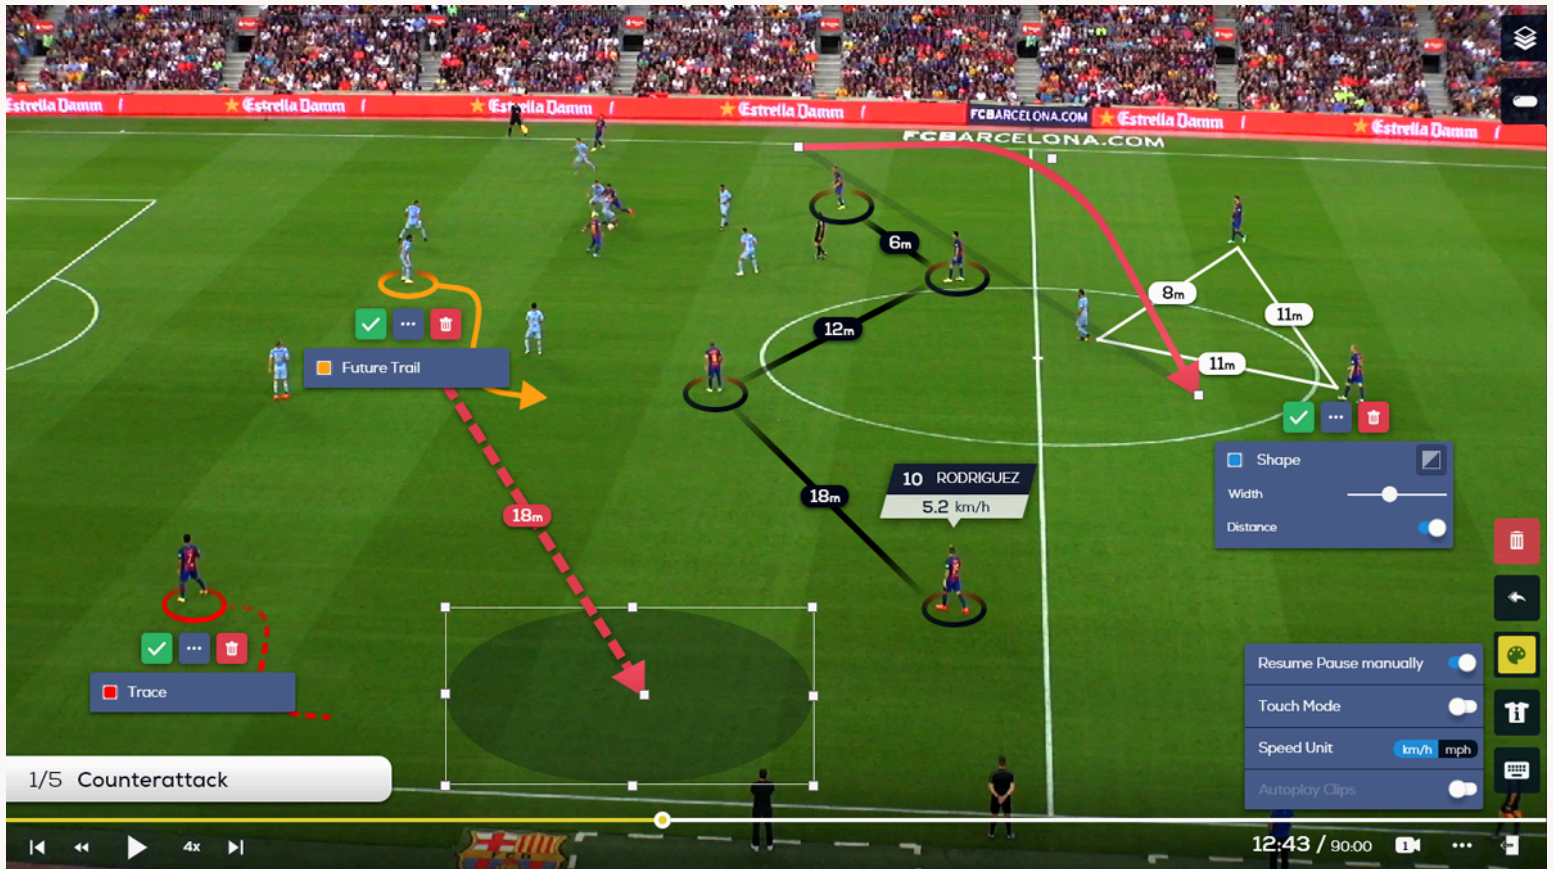 Estrella Damm
Estrella Damm
Estrella Damm
Estrella Damm
FCBARCELONA.COM
Estrella Damm
Estrella Damm
FCBARCELONA.COM
6m
8m
11m
12m
11m
Future Trail
Shape
10 RODRIGUEZ
Width
18m
5.2 km/h
18m
Distance
Resume Pause manually
Trace
Touch Mode
Speed Unit km/h mph
1/5 Counterattack
Autoplay Clips
4x
12:43 / 90:00
1
FCB